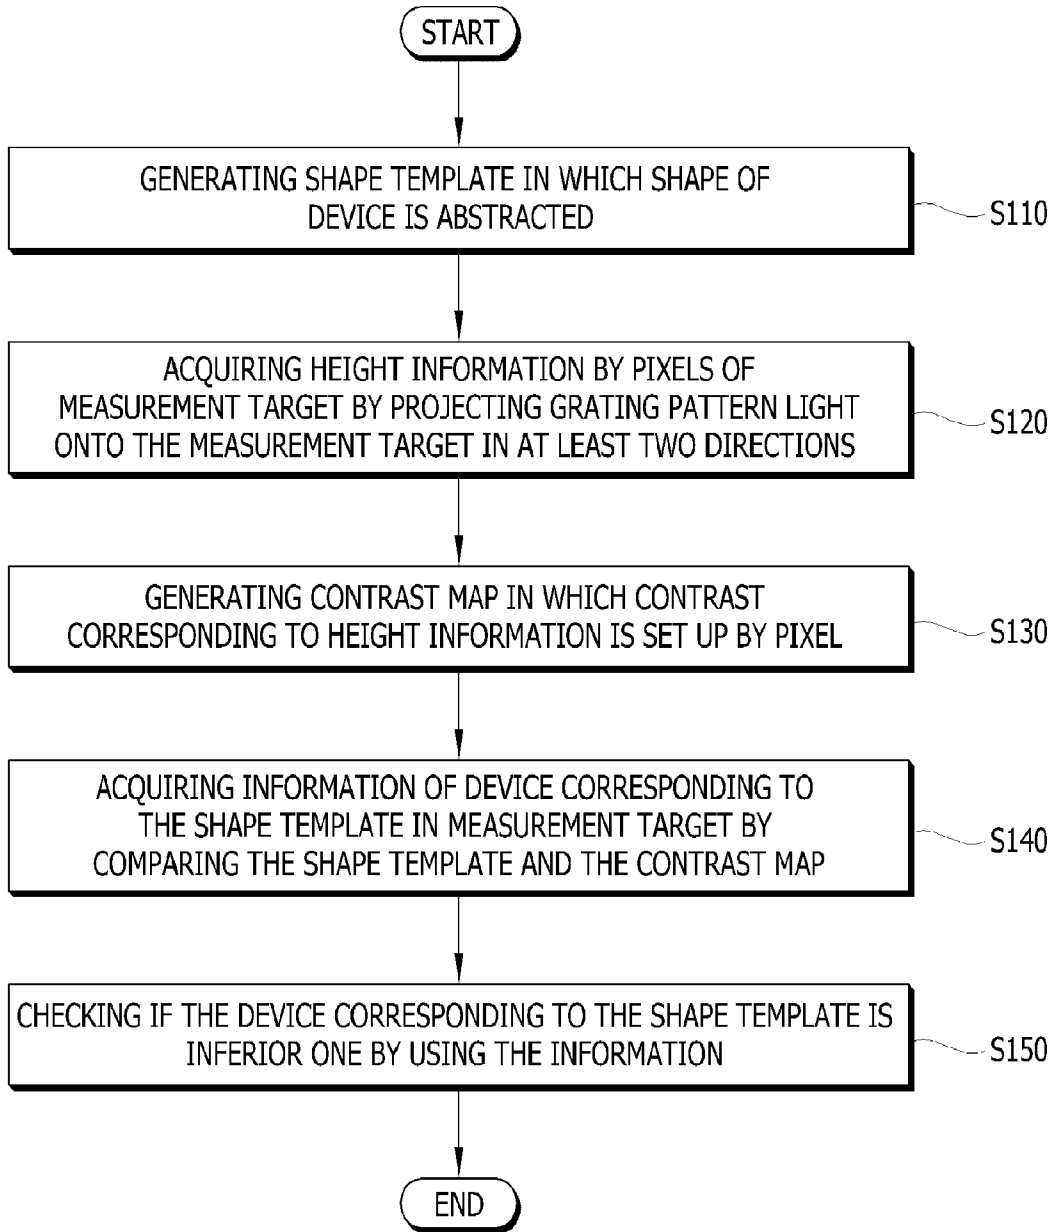 START
GENERATING SHAPE TEMPLATE IN WHICH SHAPE OF
DEVICE IS ABSTRACTED
S110
ACQUIRING HEIGHT INFORMATION BY PIXELS OF
MEASUREMENT TARGET BY PROJECTING GRATING PATTERN LIGHT
ONTO THE MEASUREMENT TARGET IN AT LEAST TWO DIRECTIONS
S120
GENERATING CONTRAST MAP IN WHICH CONTRAST
CORRESPONDING TO HEIGHT INFORMATION IS SET UP BY PIXEL
S130
ACQUIRING INFORMATION OF DEVICE CORRESPONDING TO
THE SHAPE TEMPLATE IN MEASUREMENT TARGET BY
COMPARING THE SHAPE TEMPLATE AND THE CONTRAST MAP
S140
CHECKING IF THE DEVICE CORRESPONDING TO THE SHAPE TEMPLATE IS
INFERIOR ONE BY USING THE INFORMATION
S150
END